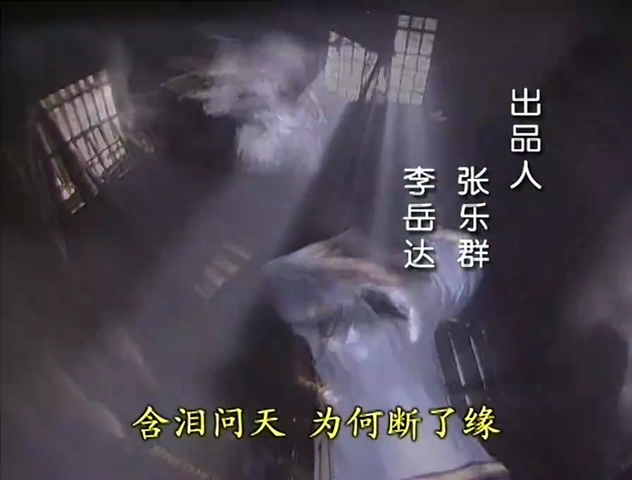 出品人
张乐群
李岳达
含泪问天 为何断了缘